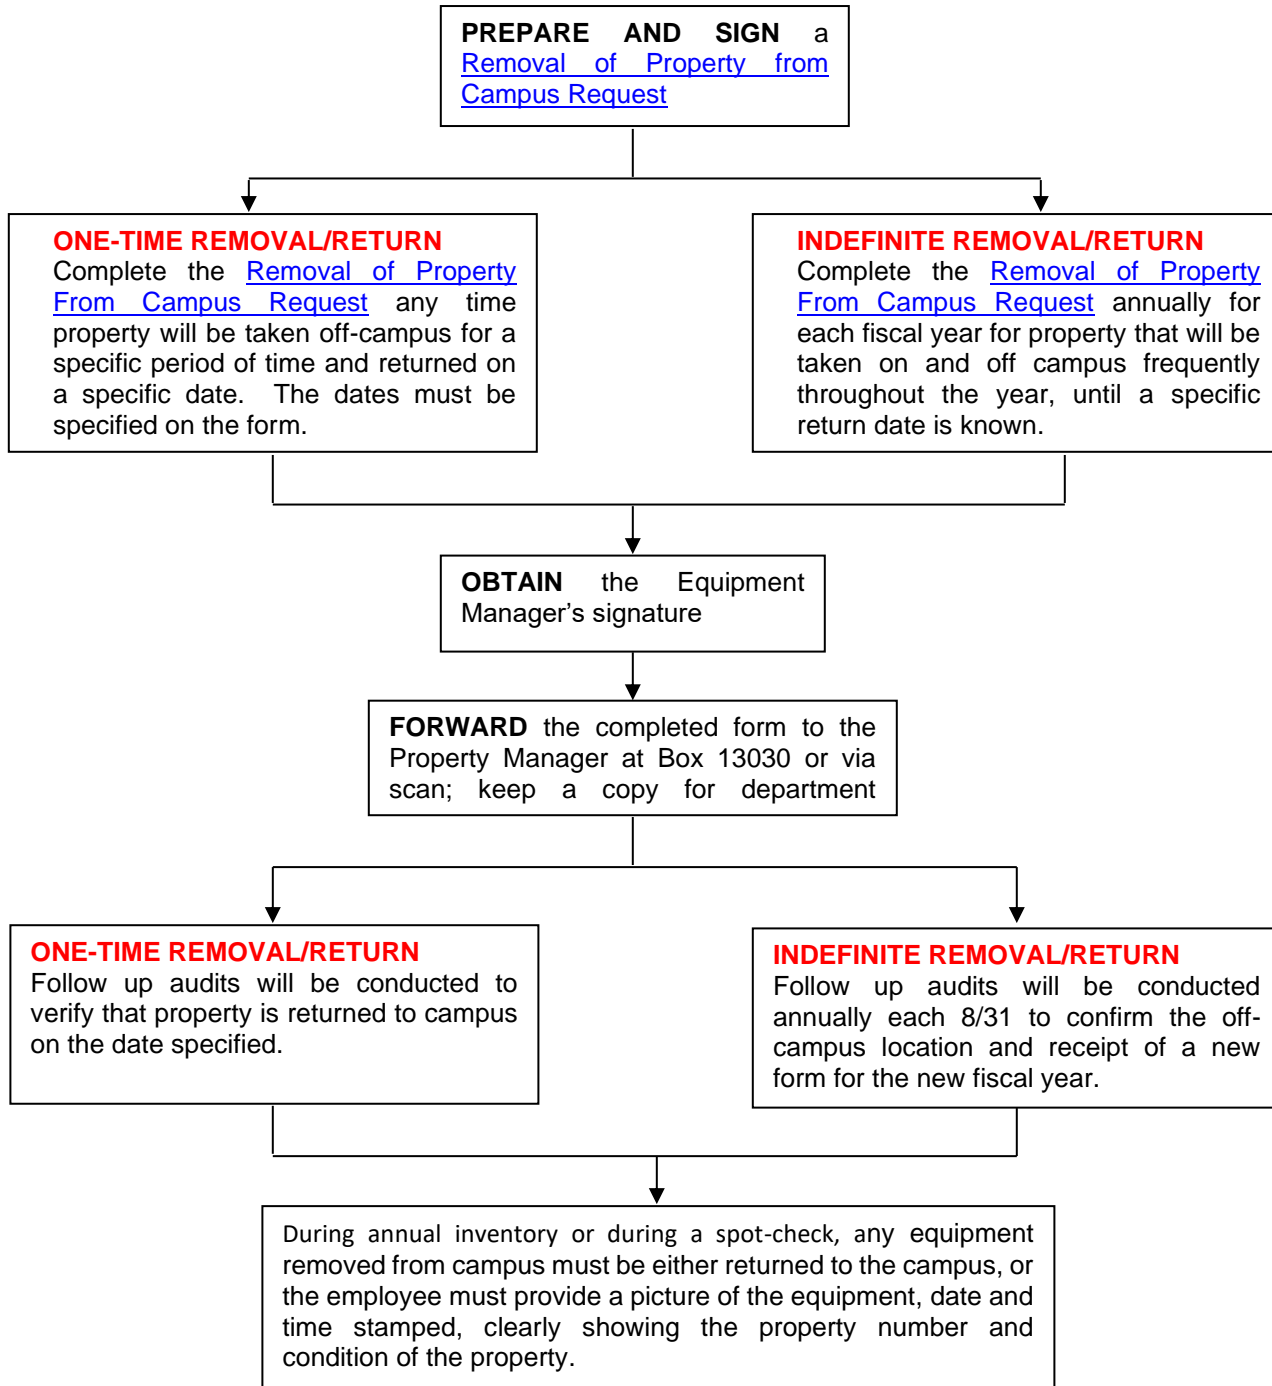 PREPARE AND SIGN a
Removal of Property from
Campus Request
ONE-TIME REMOVAL/RETURN
Complete the Removal of Property
From Campus Request any time
property will be taken off-campus for a
specific period of time and returned on
a specific date. The dates must be
specified on the form.
INDEFINITE REMOVAL/RETURN
Complete the Removal of Property
From Campus Request annually for
each fiscal year for property that will be
taken on and off campus frequently
throughout the year, until a specific
return date is known.
OBTAIN the Equipment
Manager’s signature
FORWARD the completed form to the
Property Manager at Box 13030 or via
scan; keep a copy for department
ONE-TIME REMOVAL/RETURN
Follow up audits will be conducted to
verify that property is returned to campus
on the date specified.
INDEFINITE REMOVAL/RETURN
Follow up audits will be conducted
annually each 8/31 to confirm the off-
campus location and receipt of a new
form for the new fiscal year.
During annual inventory or during a spot-check, any equipment
removed from campus must be either returned to the campus, or
the employee must provide a picture of the equipment, date and
time stamped, clearly showing the property number and
condition of the property.